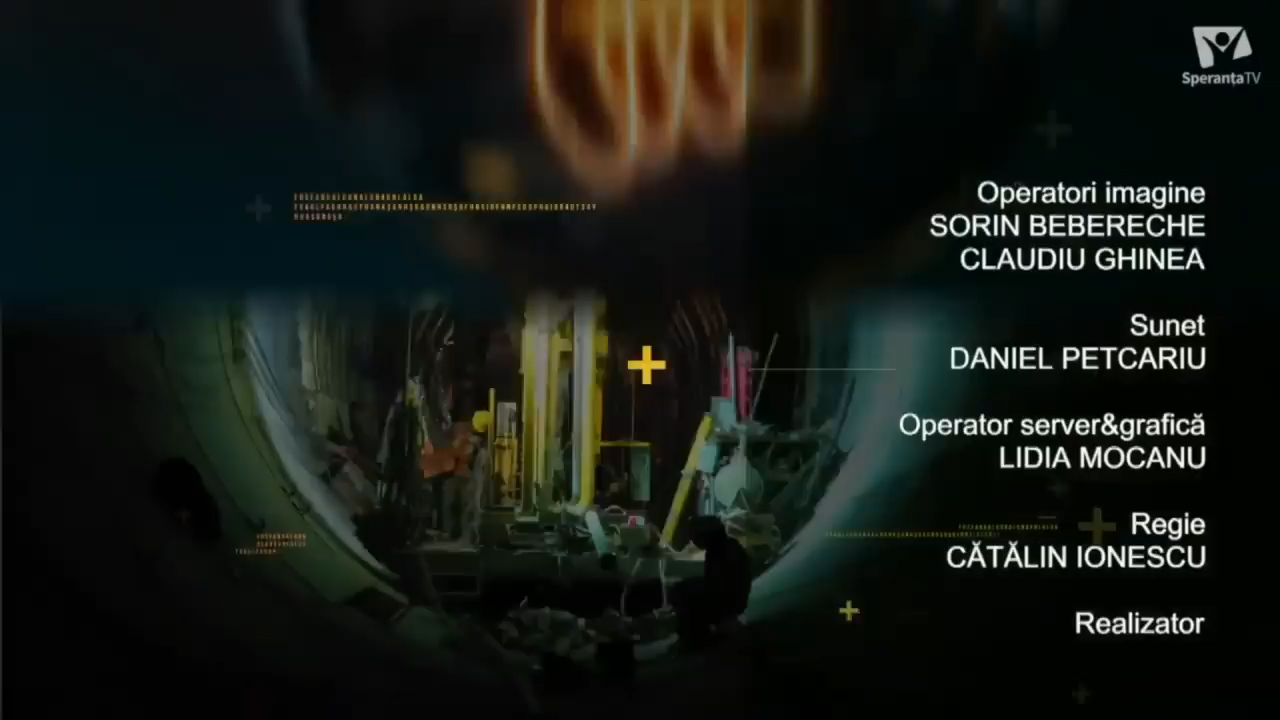 SperanțaTV
Operatori imagine
SORIN BEBERECHE
CLAUDIU GHINEA
Sunet
DANIEL PETCARIU
Operator server&grafică
LIDIA MOCANU
Regie
CĂTĂLIN IONESCU
Realizator